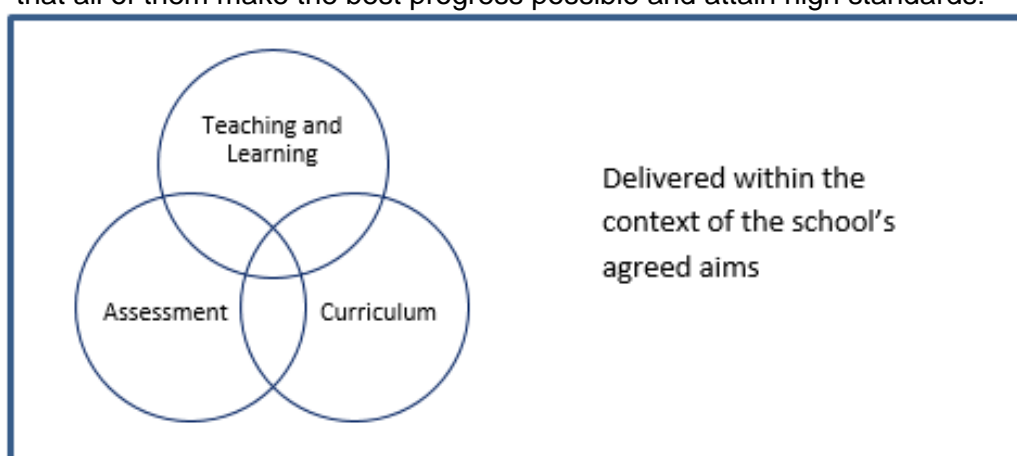 that all of them make the best progress possible and attain high standards.
Teaching and
Learning
Delivered within the
context of the school's
agreed aims
Assessment
Curriculum